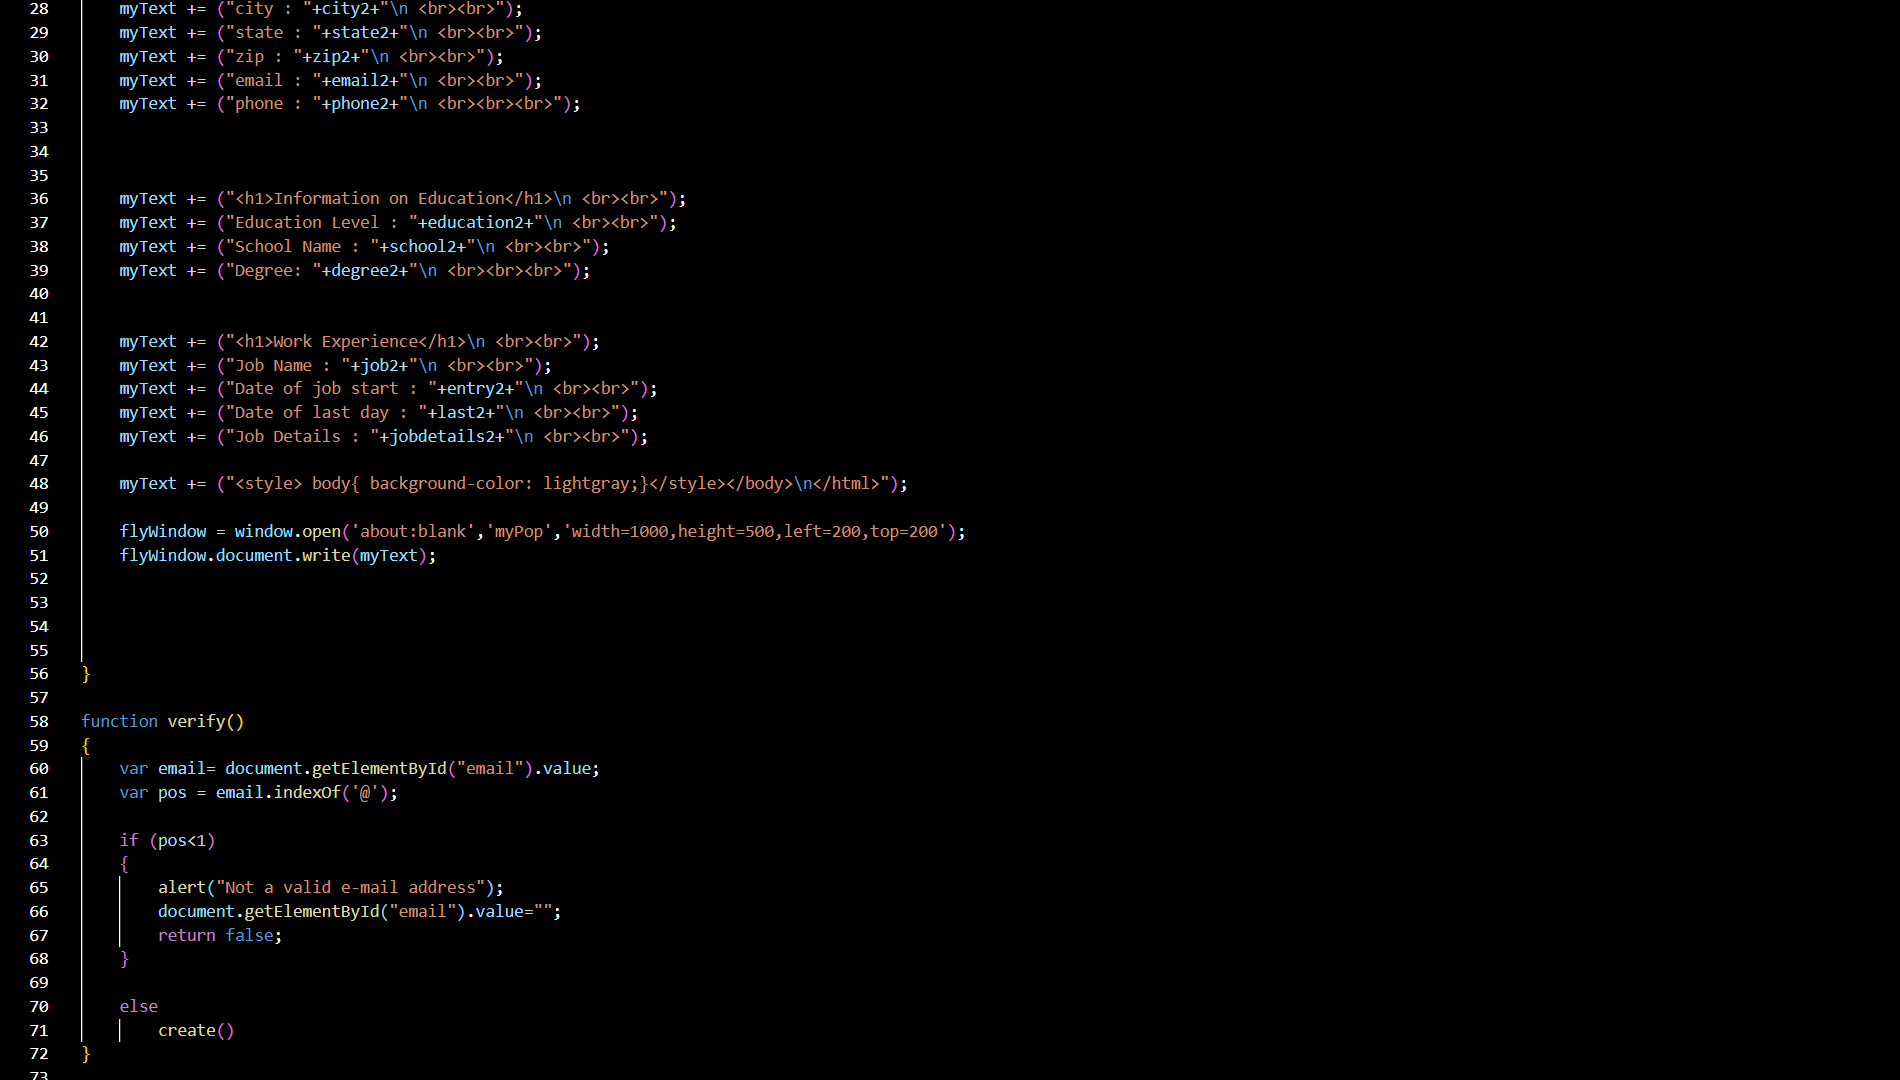 28 myText += ("city : "+city2+"\n <br><br>");
29 myText += ("state : "+state2+"\n <br><br>");
30 myText += ("zip : "+zip2+"\n <br><br>");
31 myText += ("email : "+email2+"\n <br><br>");
32 myText += ("phone : "+phone2+"\n <br><br><br>");
33
34
35
36 myText += ("<h1>Information on Education</h1>\n <br><br>");
37 myText += ("Education Level : "+education2+"\n <br><br>");
38 myText += ("School Name : "+school2+"\n <br><br>");
39 myText += ("Degree: "+degree2+"\n <br><br><br>");
40
41
42 myText += ("<h1>Work Experience</h1>\n <br><br>");
43 myText += ("Job Name : "+job2+"\n <br><br>");
44 myText += ("Date of job start : "+entry2+"\n <br><br>");
45 myText += ("Date of last day : "+last2+"\n <br><br>");
46 myText += ("Job Details : "+jobdetails2+"\n <br><br>");
47
48 myText += ("<style> body{ background-color: lightgray;}</style></body>\n</html>");
49
50 flyWindow = window.open('about:blank','myPop','width=1000,height=500,left=200,top=200');
51 flyWindow.document.write(myText);
52
53
54
55
56 }
57
58 function verify()
59 {
60 var email= document.getElementById("email").value;
61 var pos = email.indexOf('@');
62
63 if (pos<1)
64 {
65 alert("Not a valid e-mail address");
66 document.getElementById("email").value="";
67 return false;
68 }
69
70 else
71 create()
72 }
73